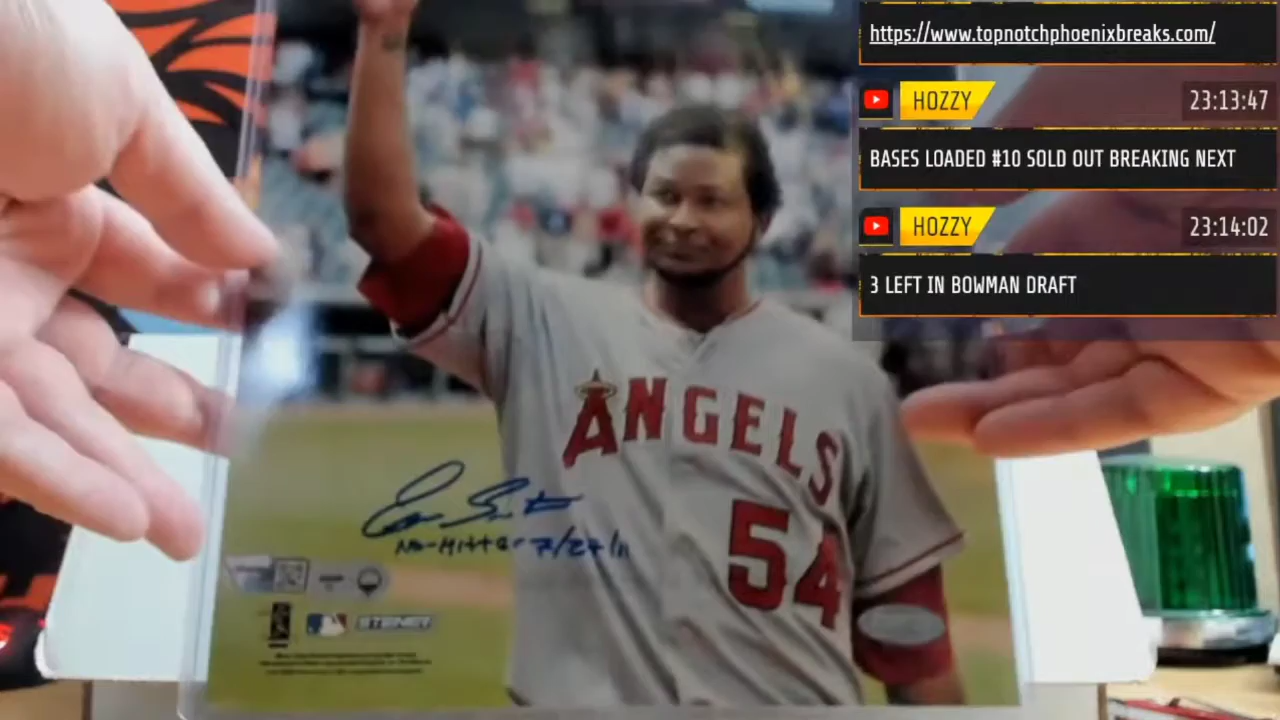 https://www.topnotchphoenixbreaks.com/
HOZZY
23:13:47
BASES LOADED #10 SOLD OUT BREAKING NEXT
HOZZY
23:14:02
3 LEFT IN BOWMAN DRAFT
ANGELS
54
No-Hitter 7/27/11
STEINER